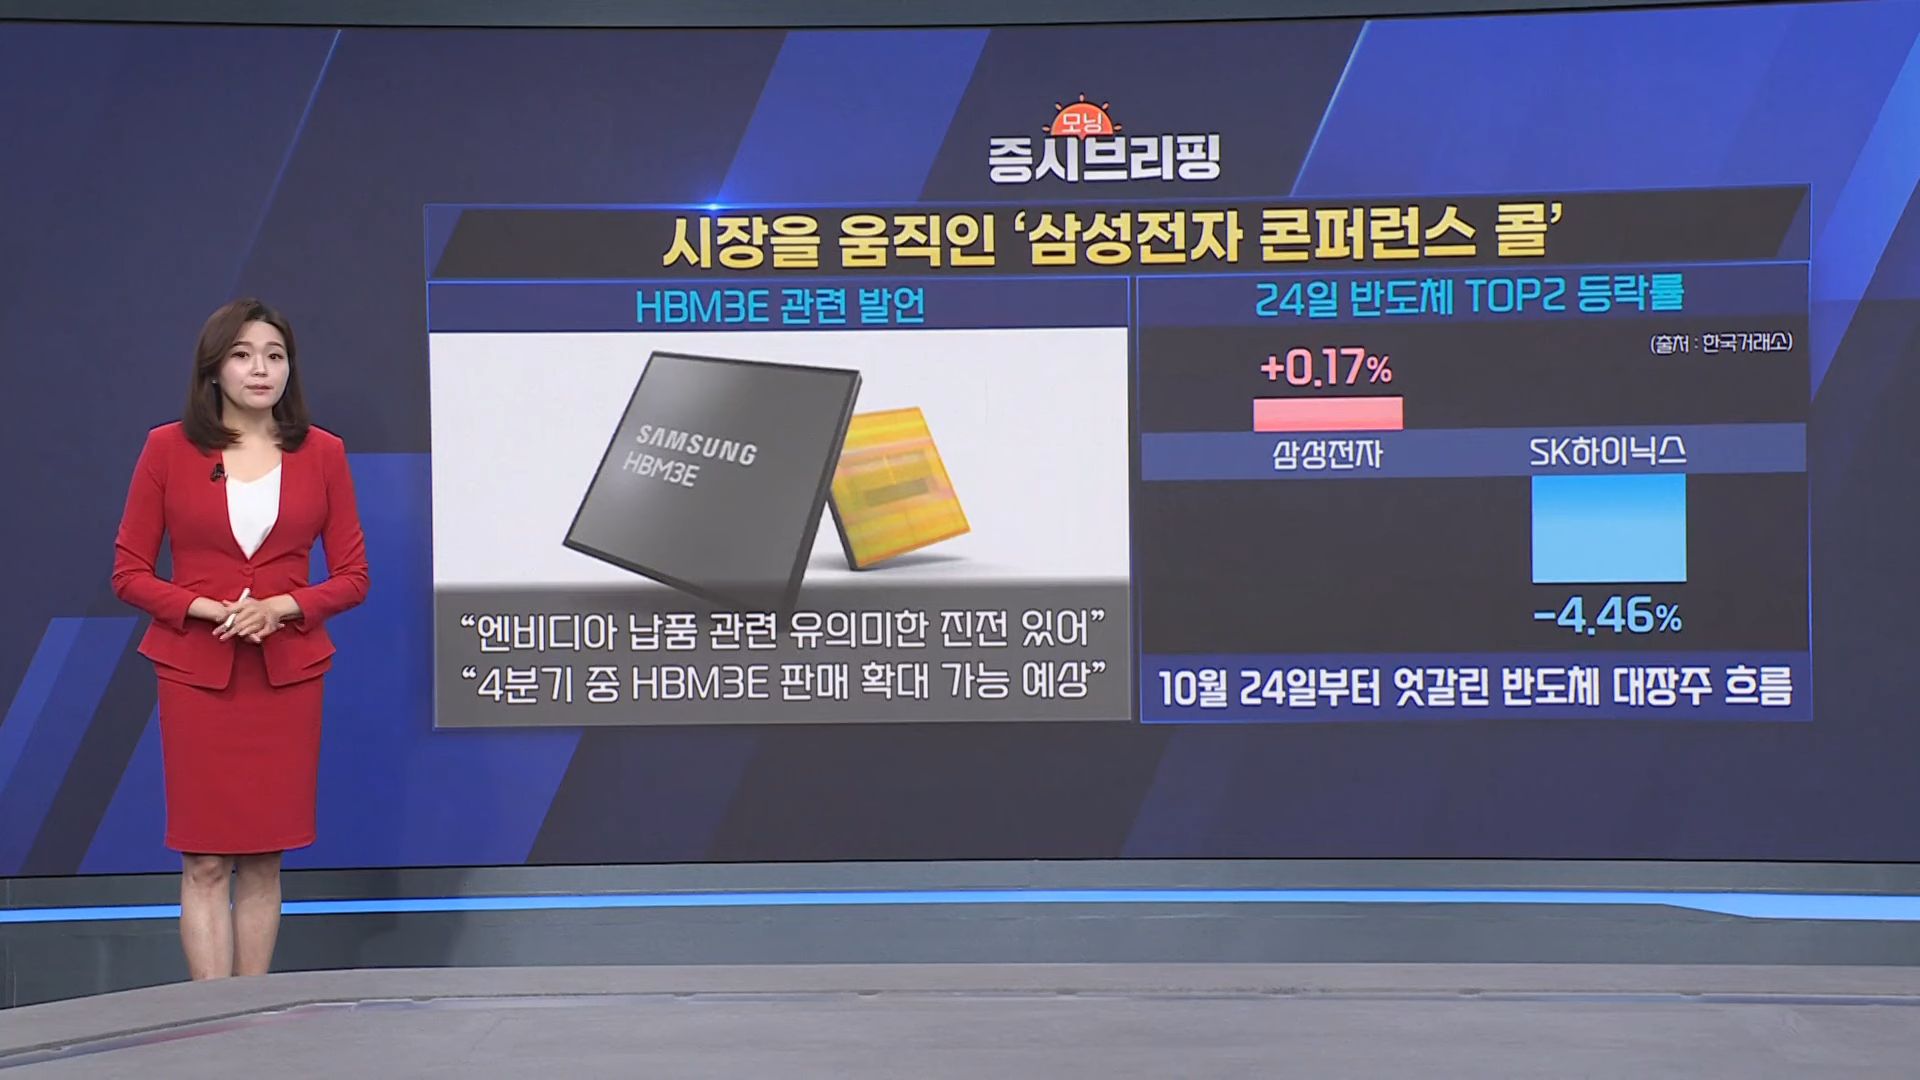 모닝
증시브리핑
시장을 움직인 ‘삼성전자 콘퍼런스 콜’
HBM3E 관련 발언
SAMSUNG
HBM3E
“엔비디아 납품 관련 유의미한 진전 있어”
“4분기 중 HBM3E 판매 확대 가능 예상”
24일 반도체 TOP2 등락률
(출처 : 한국거래소)
+0.17%
삼성전자
SK하이닉스
-4.46%
10월 24일부터 엇갈린 반도체 대장주 흐름